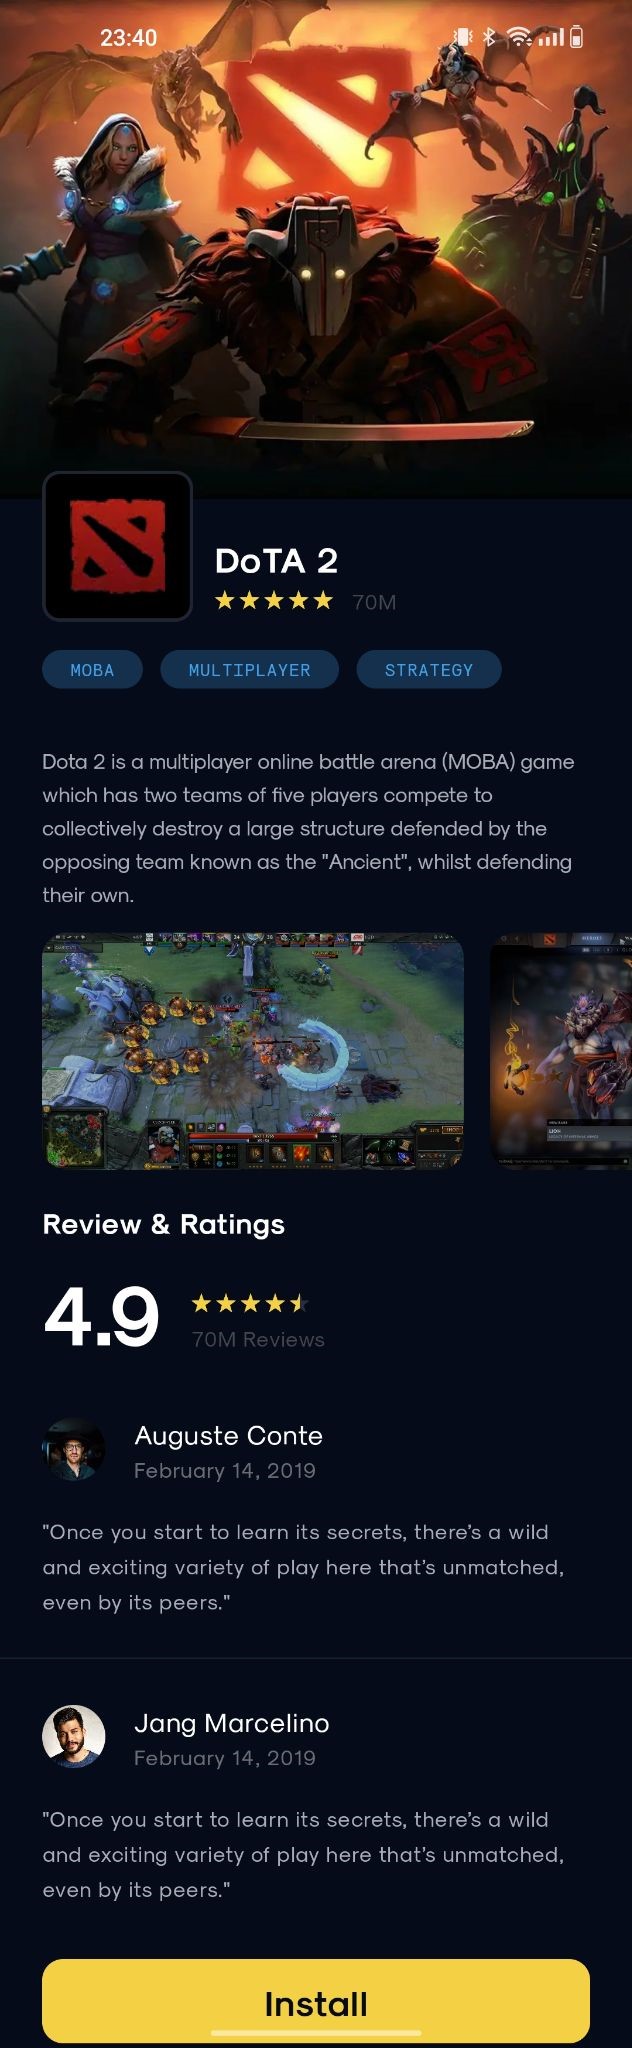 23:40
DoTA 2
70M
MOBA
MULTIPLAYER
STRATEGY
Dota 2 is a multiplayer online battle arena (MOBA) game
which has two teams of five players compete to
collectively destroy a large structure defended by the
opposing team known as the "Ancient", whilst defending
their own.
HEROES
LION
Review & Ratings
4.9
70M Reviews
Auguste Conte
February 14, 2019
"Once you start to learn its secrets, there's a wild
and exciting variety of play here that's unmatched,
even by its peers."
Jang Marcelino
February 14, 2019
"Once you start to learn its secrets, there's a wild
and exciting variety of play here that's unmatched,
even by its peers."
Install